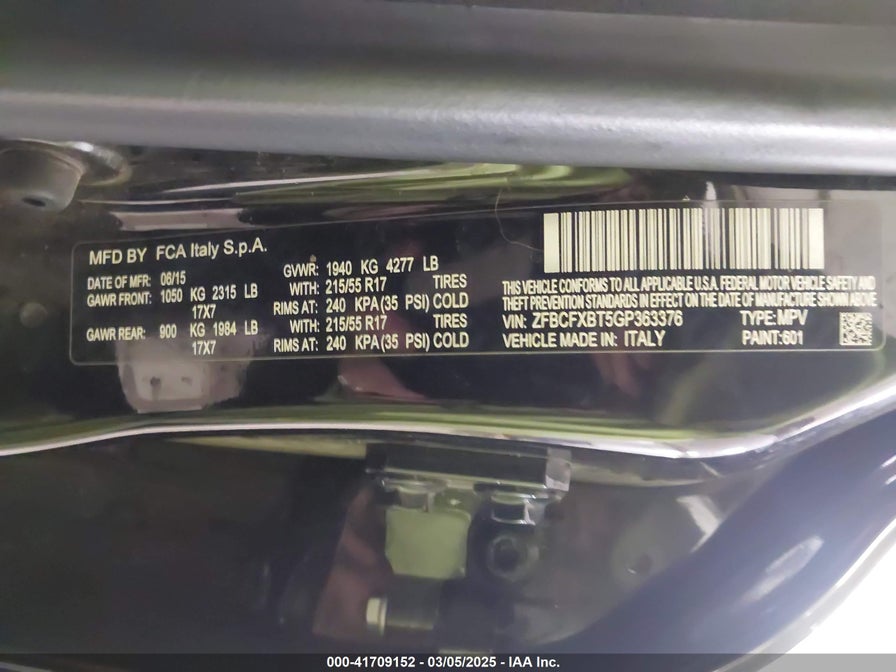 MFD BY FCA Italy S.p.A.
DATE OF MFR: 06/15
GAWR FRONT: 1050 KG 2315 LB
17X7
GAWR REAR: 900 KG 1984 LB
17X7
GVWR: 1940 KG 4277 LB
WITH: 215/55 R17 TIRES
RIMS AT: 240 KPA (35 PSI) COLD
WITH: 215/55 R17 TIRES
RIMS AT: 240 KPA (35 PSI) COLD
THIS VEHICLE CONFORMS TO ALL APPLICABLE U.S.A. FEDERAL MOTOR VEHICLE SAFETY AND
THEFT PREVENTION STANDARDS IN EFFECT ON THE DATE OF MANUFACTURE SHOWN ABOVE.
VIN: ZFBCFXBT5GP363376 TYPE: MPV
VEHICLE MADE IN: ITALY PAINT:601
000-41709152 - 03/05/2025 - IAA Inc.